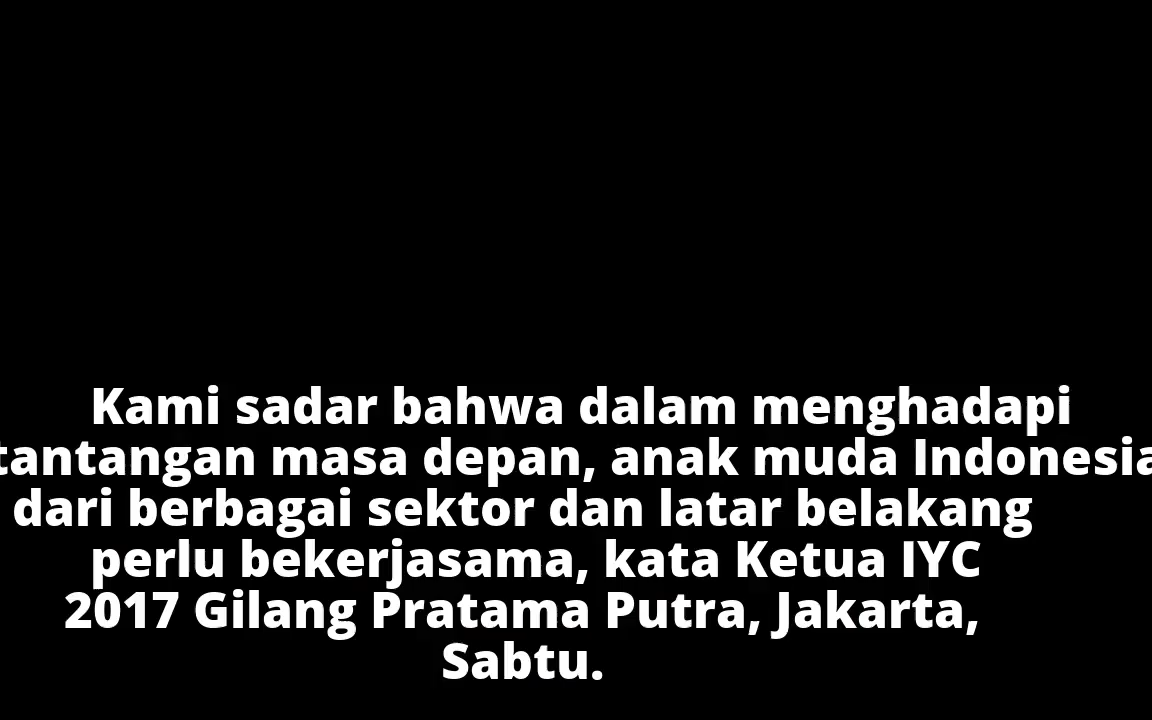 Kami sadar bahwa dalam menghadapi
tantangan masa depan, anak muda Indonesia
dari berbagai sektor dan latar belakang
perlu bekerjasama, kata Ketua IYC
2017 Gilang Pratama Putra, Jakarta,
Sabtu.